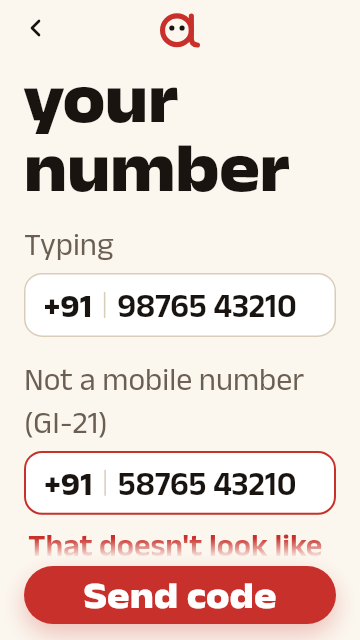 your
number
Typing
+91 98765 43210
Not a mobile number
(GI-21)
+91 58765 43210
That doesn't look like
Send code